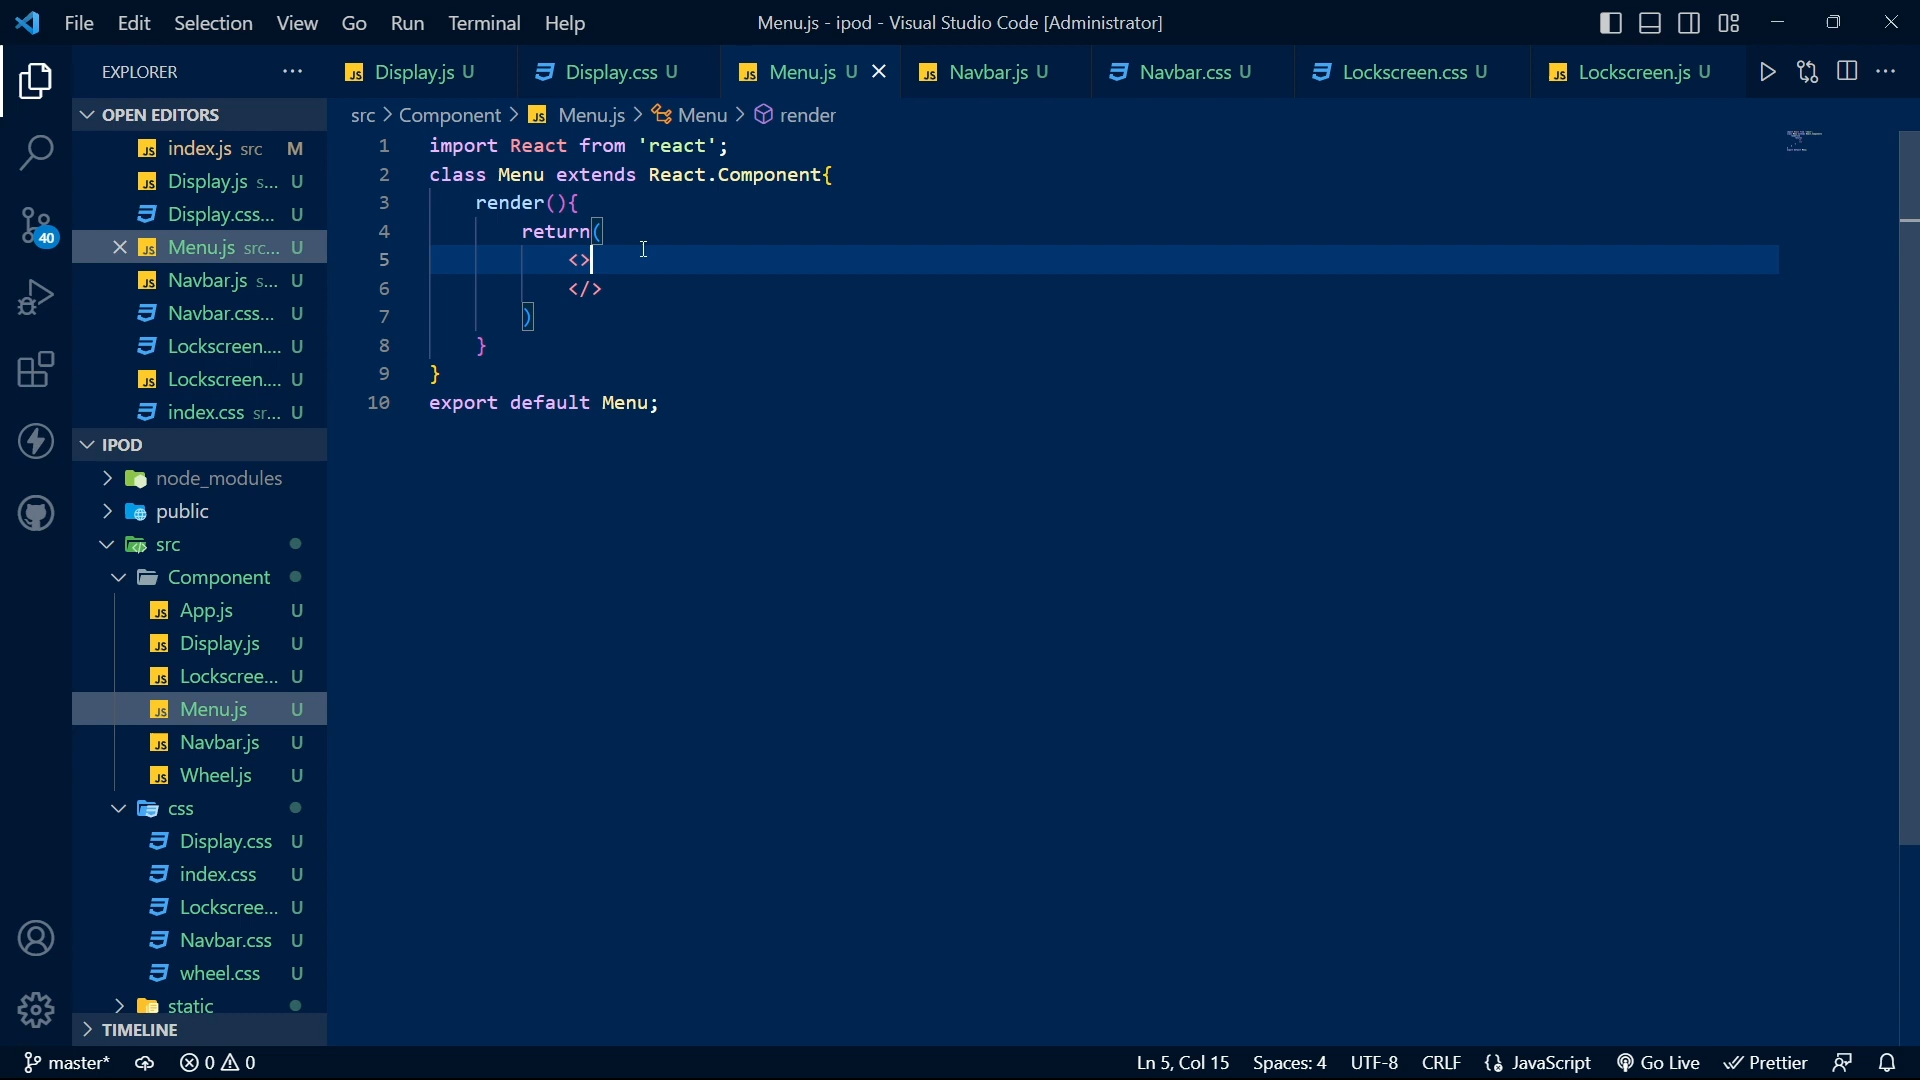 File Edit Selection View Go Run Terminal Help Menu.js - ipod - Visual Studio Code [Administrator]
EXPLORER
Display.js U Display.css U Menu.js U Navbar.js U Navbar.css U Lockscreen.css U Lockscreen.js U
src > Component > Menu.js > Menu > render
OPEN EDITORS
index.js src M
Display.js s... U
Display.css... U
Menu.js src... U
Navbar.js s... U
Navbar.css... U
Lockscreen.... U
Lockscreen.... U
index.css sr... U
40
IPOD
node_modules
public
src
Component
App.js U
Display.js U
Lockscree... U
Menu.js U
Navbar.js U
Wheel.js U
css
Display.css U
index.css U
Lockscree... U
Navbar.css U
wheel.css U
static
TIMELINE
1 import React from 'react';
2 class Menu extends React.Component{
3 render(){
4 return(
5 <>
6 </>
7 )
8 }
9 }
10 export default Menu;
master* 0 0 Ln 5, Col 15 Spaces: 4 UTF-8 CRLF JavaScript Go Live Prettier